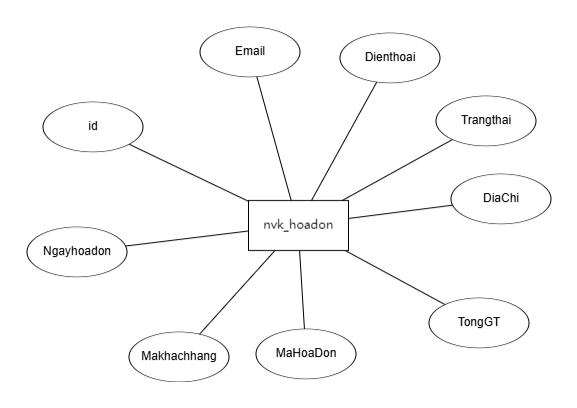 Email
Dienthoai
id
Trangthai
DiaChi
nvk_hoadon
Ngayhoadon
TongGT
Makhachhang
MaHoaDon